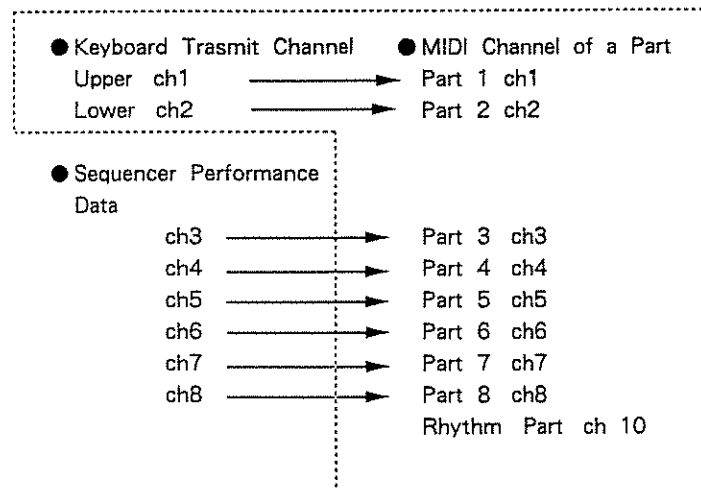 ● Keyboard Trasmit Channel ● MIDI Channel of a Part
Upper ch1 Part 1 ch1
Lower ch2 Part 2 ch2
● Sequencer Performance
Data
ch3 Part 3 ch3
ch4 Part 4 ch4
ch5 Part 5 ch5
ch6 Part 6 ch6
ch7 Part 7 ch7
ch8 Part 8 ch8
Rhythm Part ch 10